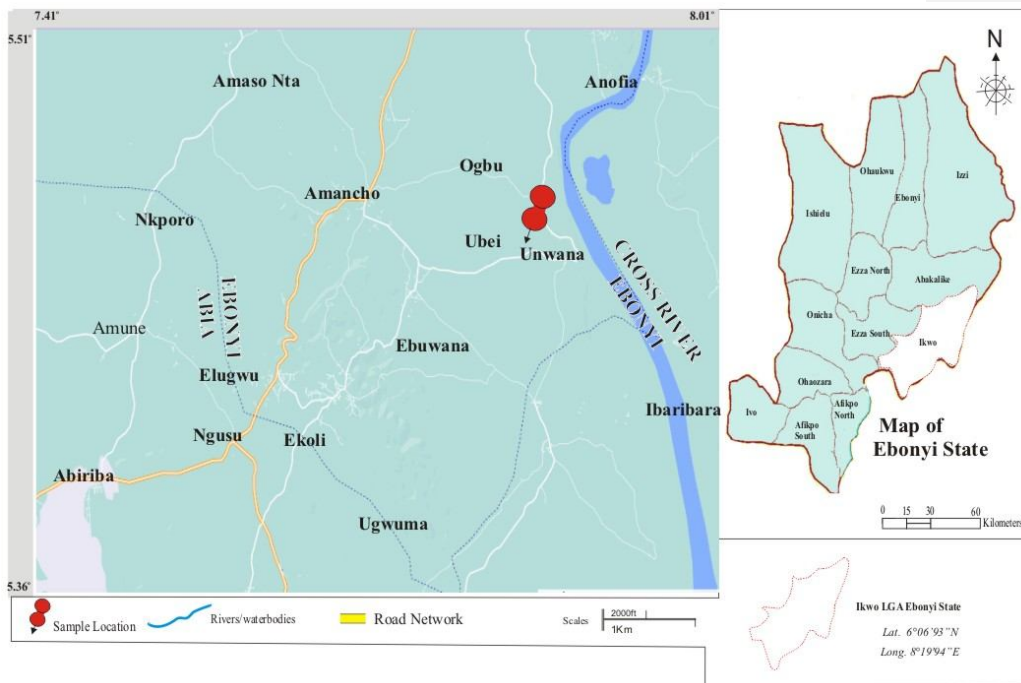 7.41"
8.01"
5.51"
Amaso Nta
Anofia
Ogbu
Amancho
Nkporo
Ubei
Unwana
CROSS RIVER
EBONYI
EBONYI
ABIA
Amune
Ebuwana
Elugwu
Ibaribara
Ngusu
Ekoli
Abiriba
Ugwuma
5.36"
Sample Location
Rivers/waterbodies
Road Network
Scales
2000ft
1Km
N
Ohaukwu
Izzi
Ebonyi
Ishielu
Ezza North
Abakalike
Onicha
Ezza South
Ikwo
Ohaozara
Ivo
Afikpo
North
Afikpo
South
Map of
Ebonyi State
0 15 30 60
Kilometers
Ikwo LGA Ebonyi State
Lat. 6°06'93"N
Long. 8°19'94"E